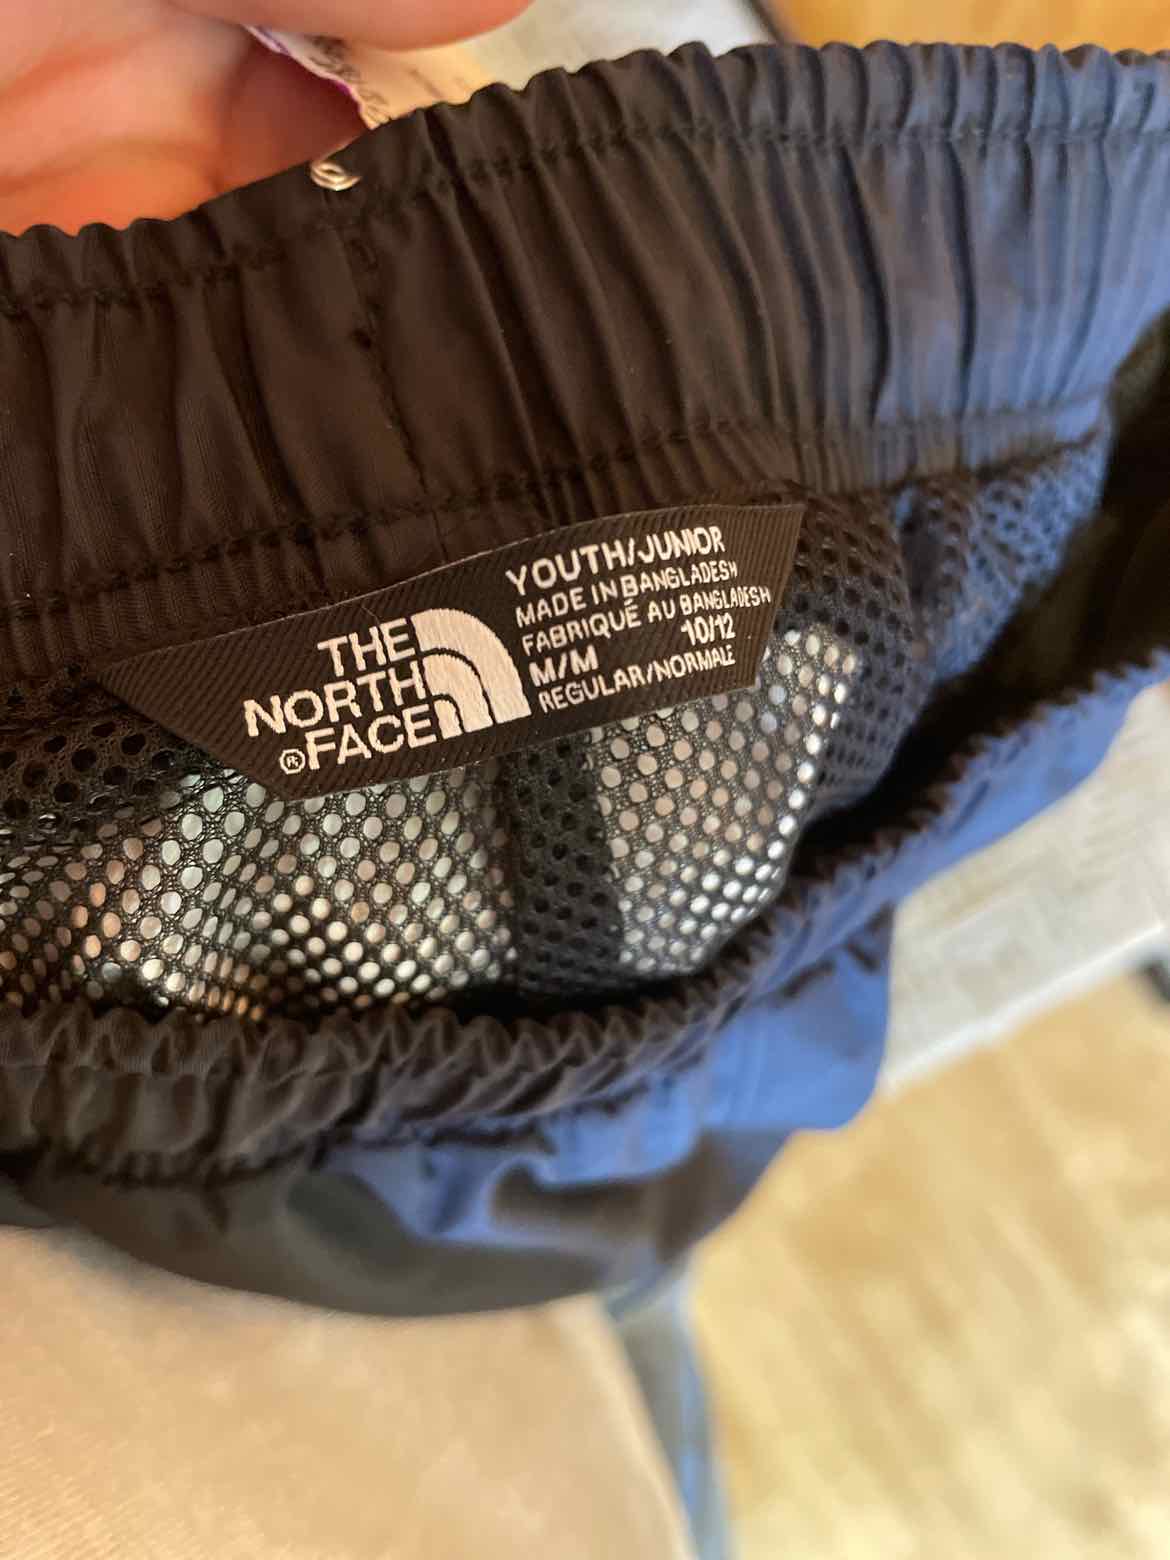 THE
NORTH
®FACE
YOUTH/JUNIOR
MADE IN BANGLADESH
FABRIQUÉ AU BANGLADESH
M/M 10/12
REGULAR/NORMALE